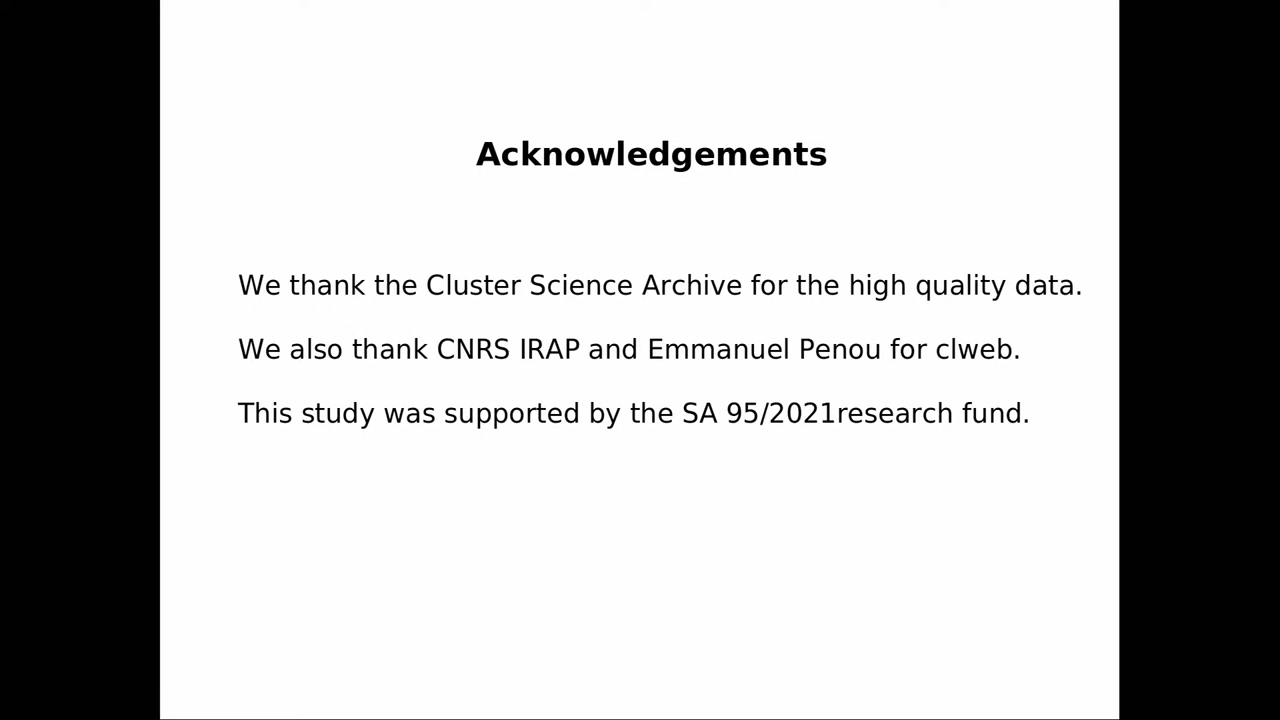 Acknowledgements
We thank the Cluster Science Archive for the high quality data.
We also thank CNRS IRAP and Emmanuel Penou for clweb.
This study was supported by the SA 95/2021research fund.